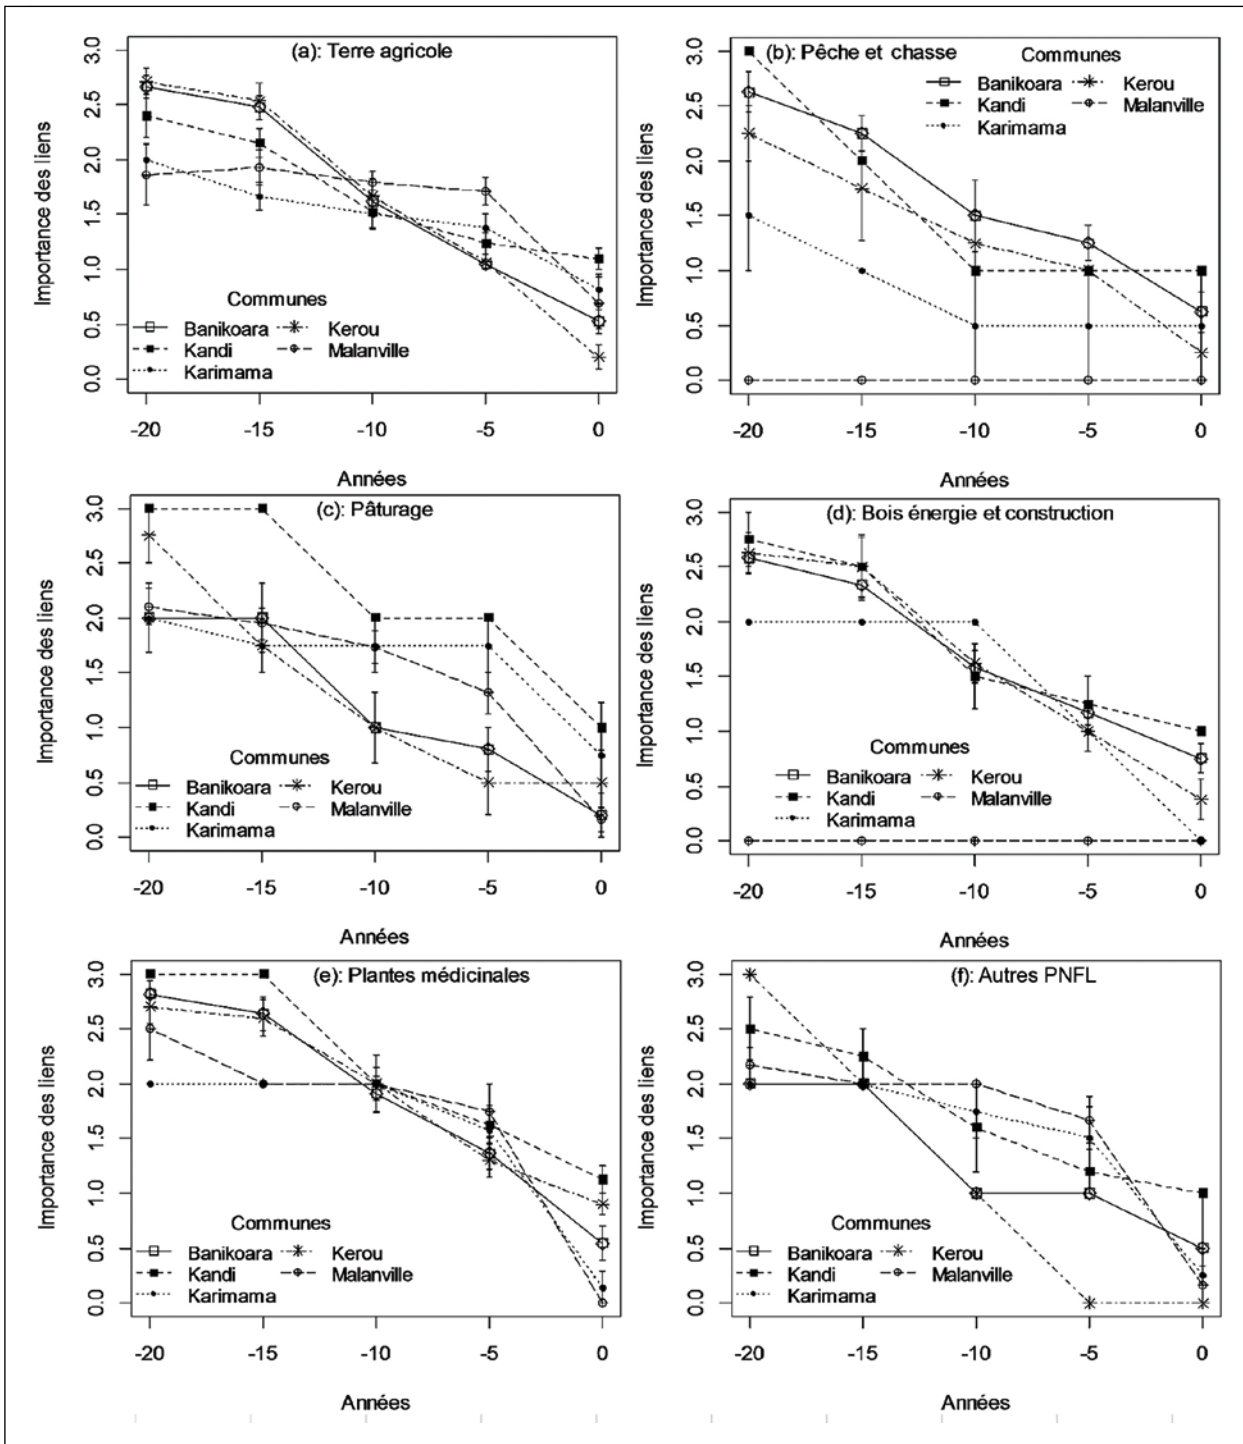 (a): Terre agricole
Importance des liens
3.0
2.5
2.0
1.5
1.0
0.5
0.0
Communes
Banikoara
Kerou
Kandi
Malanville
Karimama
-20 -15 -10 -5 0
Années
(b): Pêche et chasse
Importance des liens
3.0
2.5
2.0
1.5
1.0
0.5
0.0
Communes
Banikoara
Kerou
Kandi
Malanville
Karimama
-20 -15 -10 -5 0
Années
(c): Pâturage
Importance des liens
3.0
2.5
2.0
1.5
1.0
0.5
0.0
Communes
Banikoara
Kerou
Kandi
Malanville
Karimama
-20 -15 -10 -5 0
Années
(d): Bois énergie et construction
Importance des liens
3.0
2.5
2.0
1.5
1.0
0.5
0.0
Communes
Banikoara
Kerou
Kandi
Malanville
Karimama
-20 -15 -10 -5 0
Années
(e): Plantes médicinales
Importance des liens
3.0
2.5
2.0
1.5
1.0
0.5
0.0
Communes
Banikoara
Kerou
Kandi
Malanville
Karimama
-20 -15 -10 -5 0
Années
(f): Autres PNFL
Importance des liens
3.0
2.5
2.0
1.5
1.0
0.5
0.0
Communes
Banikoara
Kerou
Kandi
Malanville
Karimama
-20 -15 -10 -5 0
Années